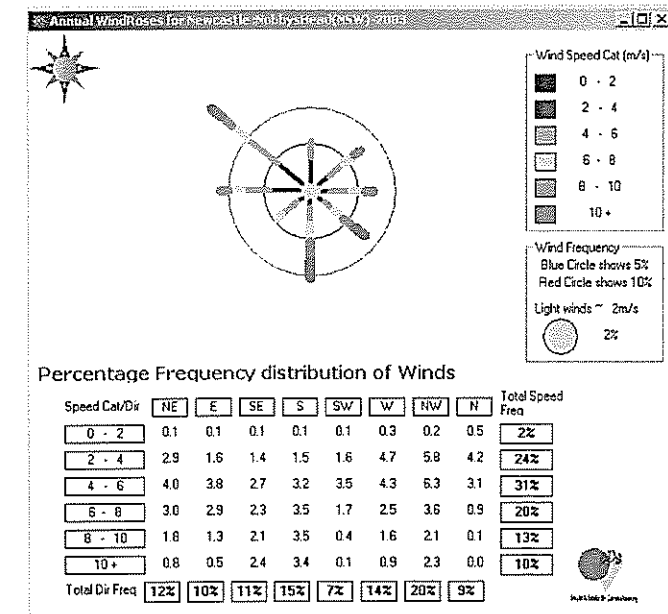 Annual WindRoses for Newcastle-NobbysHead(NSW)-2003
Wind Speed Cat (m/s)
0 - 2
2 - 4
4 - 6
6 - 8
8 - 10
10 +
Wind Frequency
Blue Circle shows 5%
Red Circle shows 10%
Light winds ~ 2m/s
2%
Percentage Frequency distribution of Winds
Speed Cat/Dir NE E SE S SW W NW N Total Speed Freq
0 - 2 0.1 0.1 0.1 0.1 0.1 0.3 0.2 0.5 2%
2 - 4 2.9 1.6 1.4 1.5 1.6 4.7 5.8 4.2 24%
4 - 6 4.0 3.8 2.7 3.2 3.5 4.3 6.3 3.1 31%
6 - 8 3.0 2.9 2.3 3.5 1.7 2.5 3.6 0.9 20%
8 - 10 1.8 1.3 2.1 3.5 0.4 1.6 2.1 0.1 13%
10 + 0.8 0.5 2.4 3.4 0.1 0.9 2.3 0.0 10%
Total Dir Freq 12% 10% 11% 15% 7% 14% 20% 9%